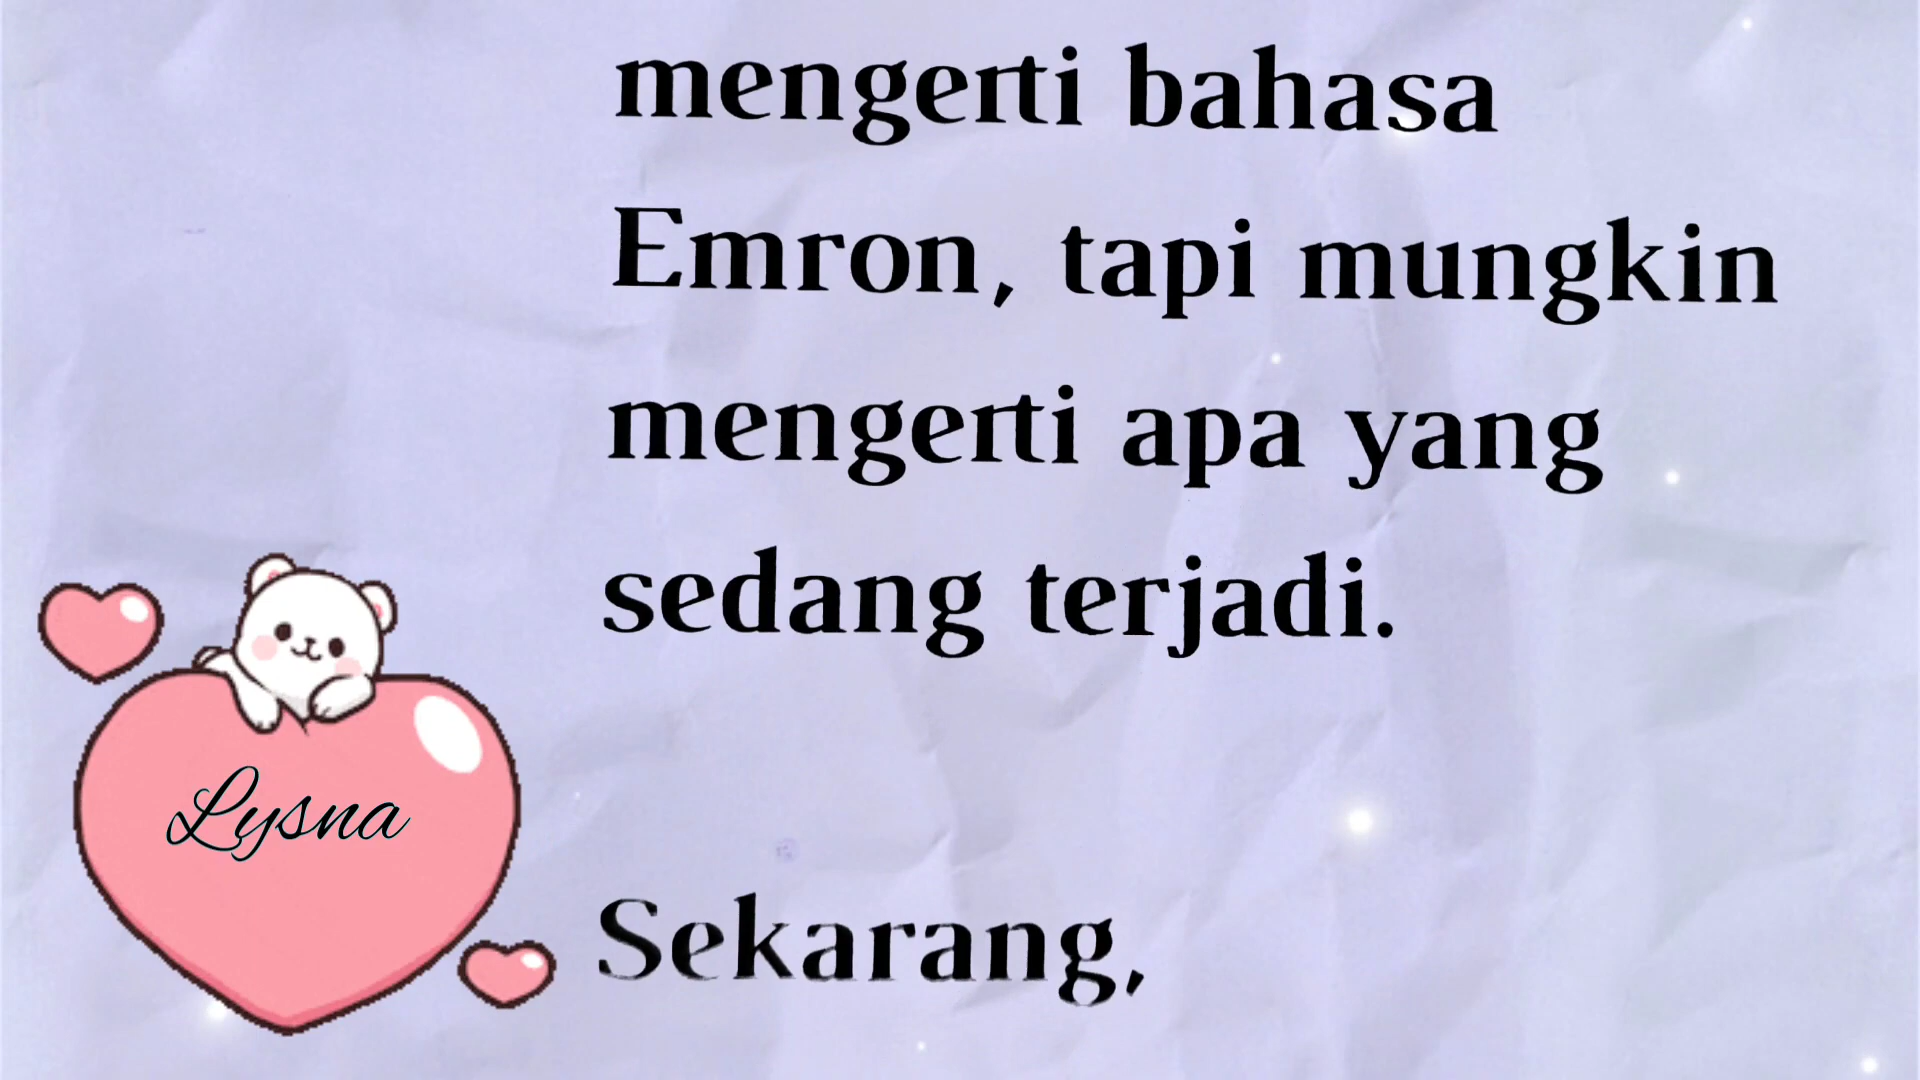 mengerti bahasa
Emron, tapi mungkin
mengerti apa yang
sedang terjadi.
Sekarang,
Lysna